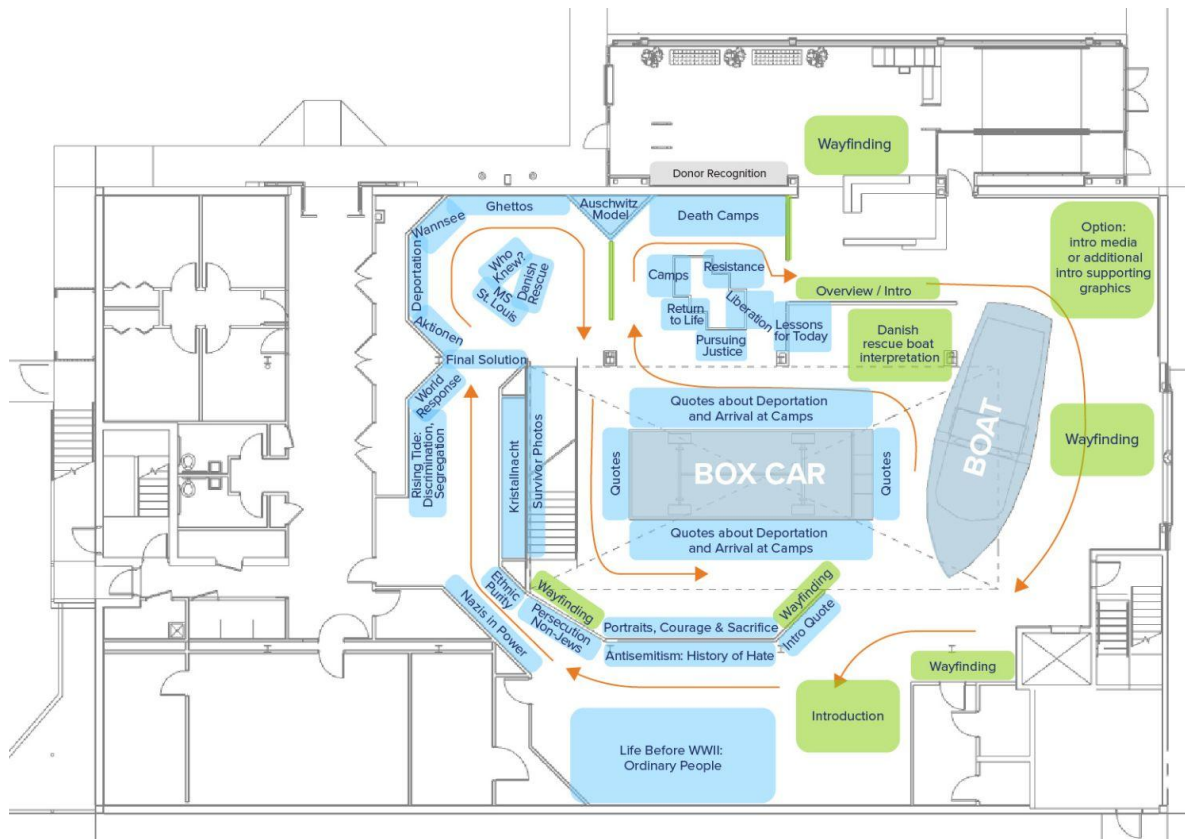 Wayfinding
Donor Recognition
Ghettos
Auschwitz
Model
Death Camps
Wannsee
Deportation
Who
Knew?
Danish
Rescue
MS
St. Louis
Aktionen
Final Solution
World
Response
Rising Tide:
Discrimination,
Segregation
Kristallnacht
Survivor Photos
Camps
Resistance
Return
to Life
Liberation
Pursuing
Justice
Lessons
for Today
Overview / Intro
Option:
intro media
or additional
intro supporting
graphics
Danish
rescue boat
interpretation
Wayfinding
BOAT
Quotes about Deportation
and Arrival at Camps
Quotes
BOX CAR
Quotes
Quotes about Deportation
and Arrival at Camps
Ethnic
Purity
Nazis in Power
Persecution
Non-Jews
Wayfinding
Wayfinding
Portraits, Courage & Sacrifice
Intro Quote
Antisemitism: History of Hate
Wayfinding
Introduction
Life Before WWII:
Ordinary People